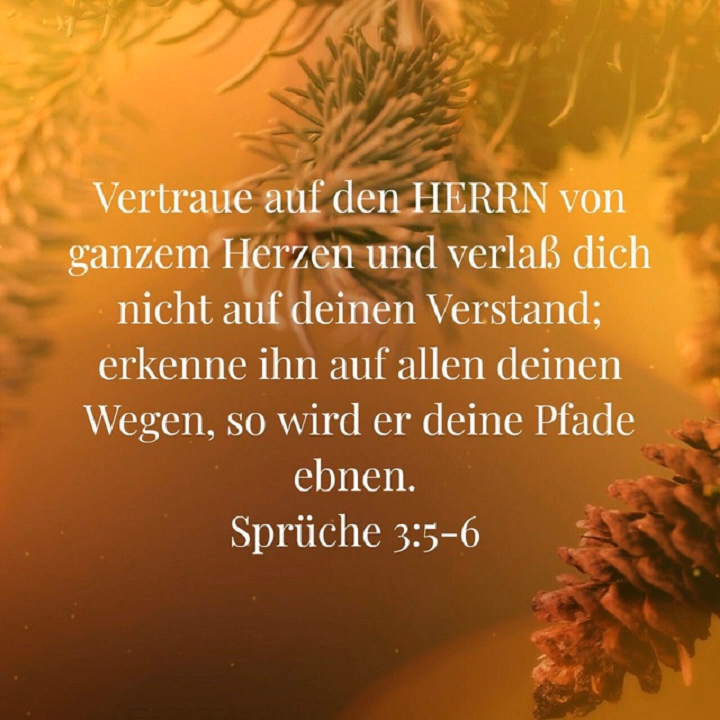 Vertraue auf den HERRN von
ganzem Herzen und verlaß dich
nicht auf deinen Verstand;
erkenne ihn auf allen deinen
Wegen, so wird er deine Pfade
ebnen.
Sprüche 3:5-6